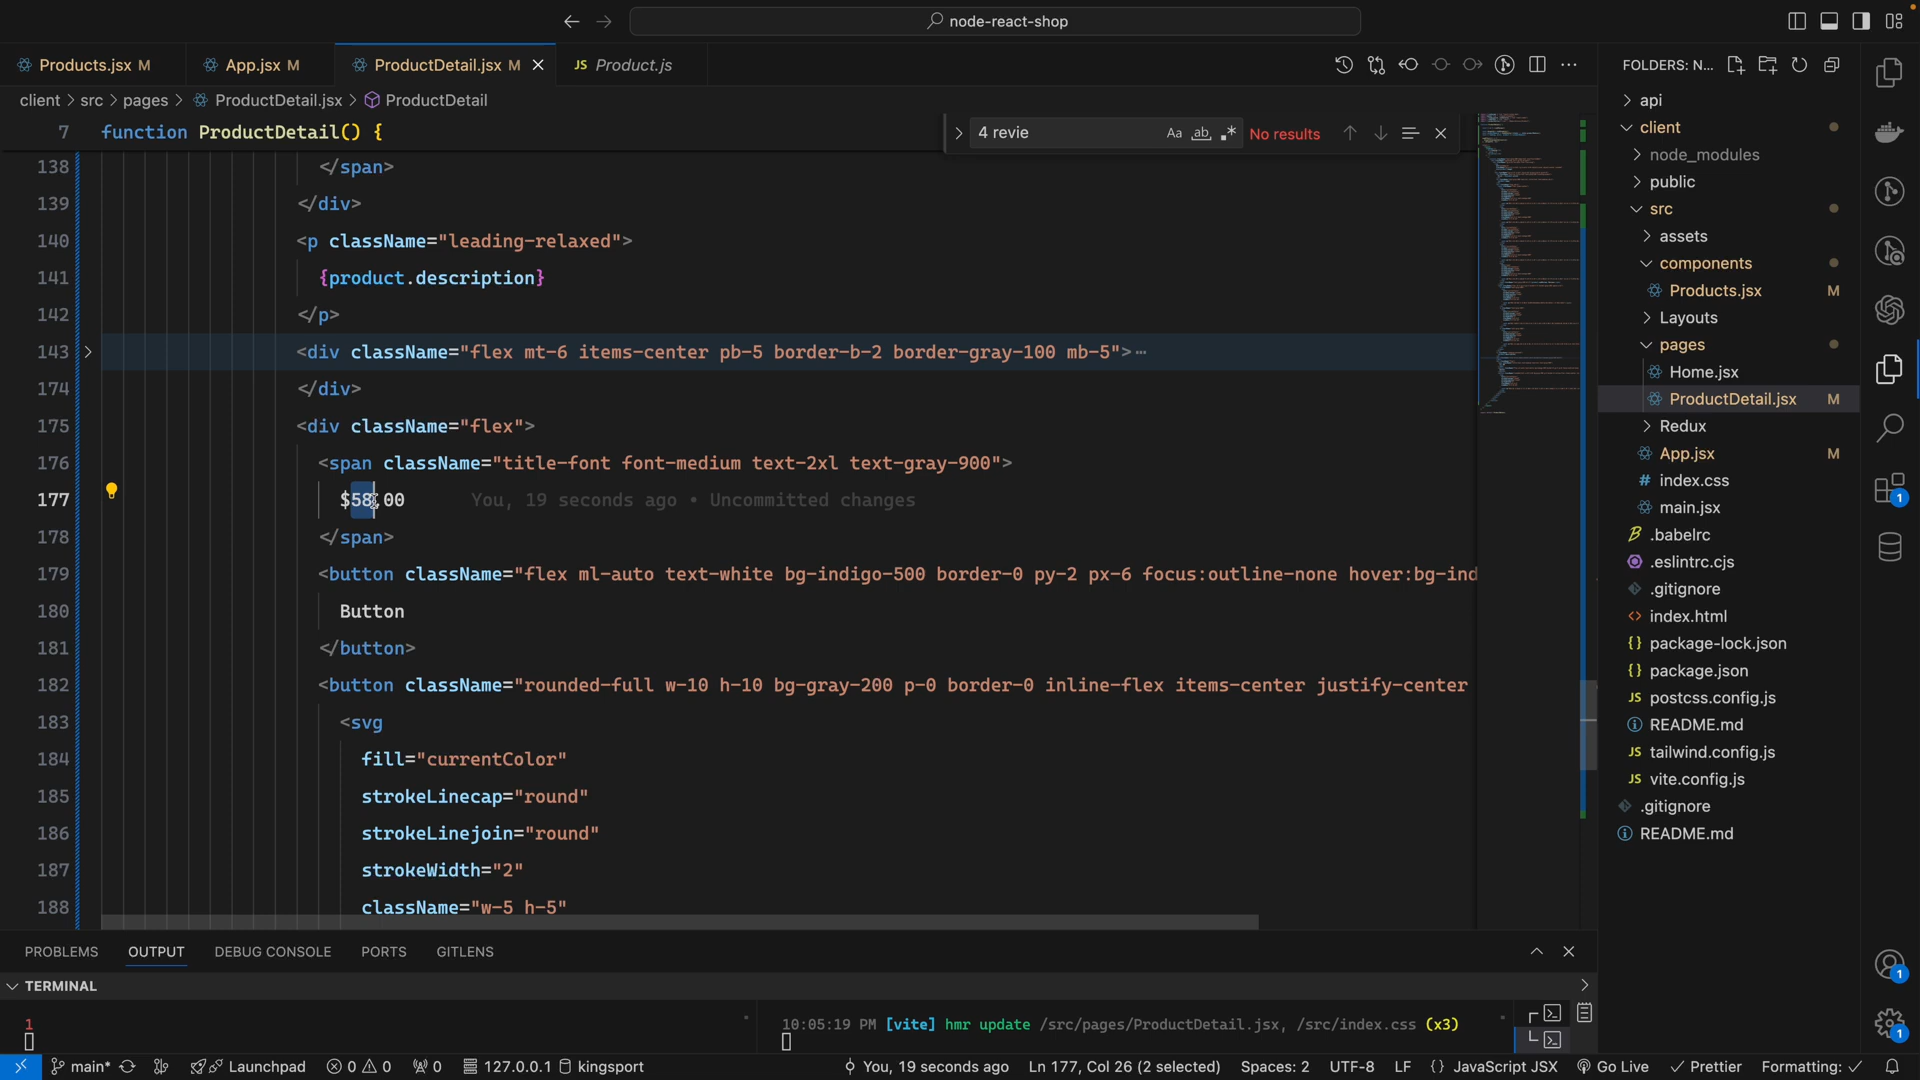 node-react-shop
Products.jsx M
App.jsx M
ProductDetail.jsx M
JS Product.js
client > src > pages > ProductDetail.jsx > ProductDetail
7 function ProductDetail() {
4 revie
Aa ab .* No results
138 </span>
139 </div>
140 <p className="leading-relaxed">
141 {product.description}
142 </p>
143 <div className="flex mt-6 items-center pb-5 border-b-2 border-gray-100 mb-5">⋯
174 </div>
175 <div className="flex">
176 <span className="title-font font-medium text-2xl text-gray-900">
177 $58.00 You, 19 seconds ago • Uncommitted changes
178 </span>
179 <button className="flex ml-auto text-white bg-indigo-500 border-0 py-2 px-6 focus:outline-none hover:bg-ind
180 Button
181 </button>
182 <button className="rounded-full w-10 h-10 bg-gray-200 p-0 border-0 inline-flex items-center justify-center
183 <svg
184 fill="currentColor"
185 strokeLinecap="round"
186 strokeLinejoin="round"
187 strokeWidth="2"
188 className="w-5 h-5"
FOLDERS: N...
api
client
node_modules
public
src
assets
components
Products.jsx M
Layouts
pages
Home.jsx
ProductDetail.jsx M
Redux
App.jsx M
# index.css
main.jsx
.babelrc
.eslintrc.cjs
.gitignore
<> index.html
{} package-lock.json
{} package.json
JS postcss.config.js
README.md
JS tailwind.config.js
JS vite.config.js
.gitignore
README.md
1
1
1
PROBLEMS OUTPUT DEBUG CONSOLE PORTS GITLENS
TERMINAL
1
10:05:19 PM [vite] hmr update /src/pages/ProductDetail.jsx, /src/index.css (x3)
main* Launchpad 0 0 0 127.0.0.1 kingsport You, 19 seconds ago Ln 177, Col 26 (2 selected) Spaces: 2 UTF-8 LF {} JavaScript JSX Go Live Prettier Formatting: